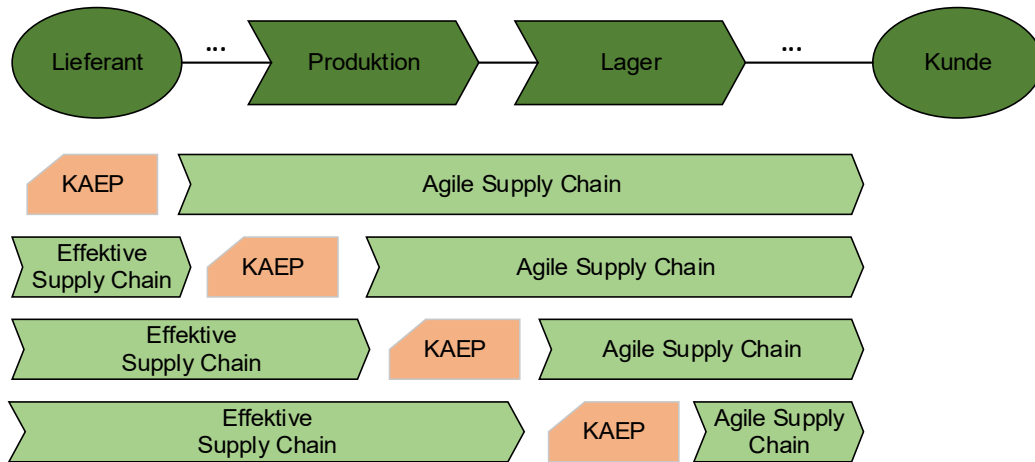 ... ...
Lieferant Produktion Lager Kunde
KAEP Agile Supply Chain
Effektive
Supply Chain KAEP Agile Supply Chain
Effektive
Supply Chain KAEP Agile Supply Chain
Effektive
Supply Chain KAEP Agile Supply
Chain